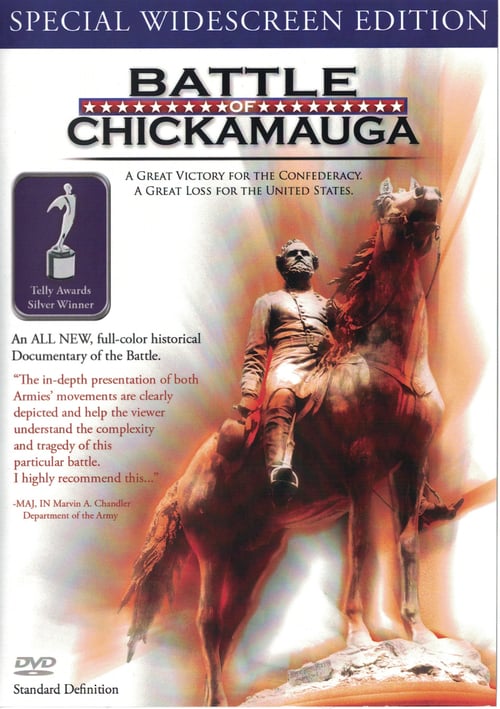 SPECIAL WIDESCREEN EDITION
BATTLE
OF
CHICKAMAUGA
A GREAT VICTORY FOR THE CONFEDERACY.
A GREAT LOSS FOR THE UNITED STATES.
Telly Awards
Silver Winner
An ALL NEW, full-color historical
Documentary of the Battle.
“The in-depth presentation of both
Armies’ movements are clearly
depicted and help the viewer
understand the complexity
and tragedy of this
particular battle.
I highly recommend this...”
-MAJ, IN Marvin A. Chandler
Department of the Army
DVD
Standard Definition